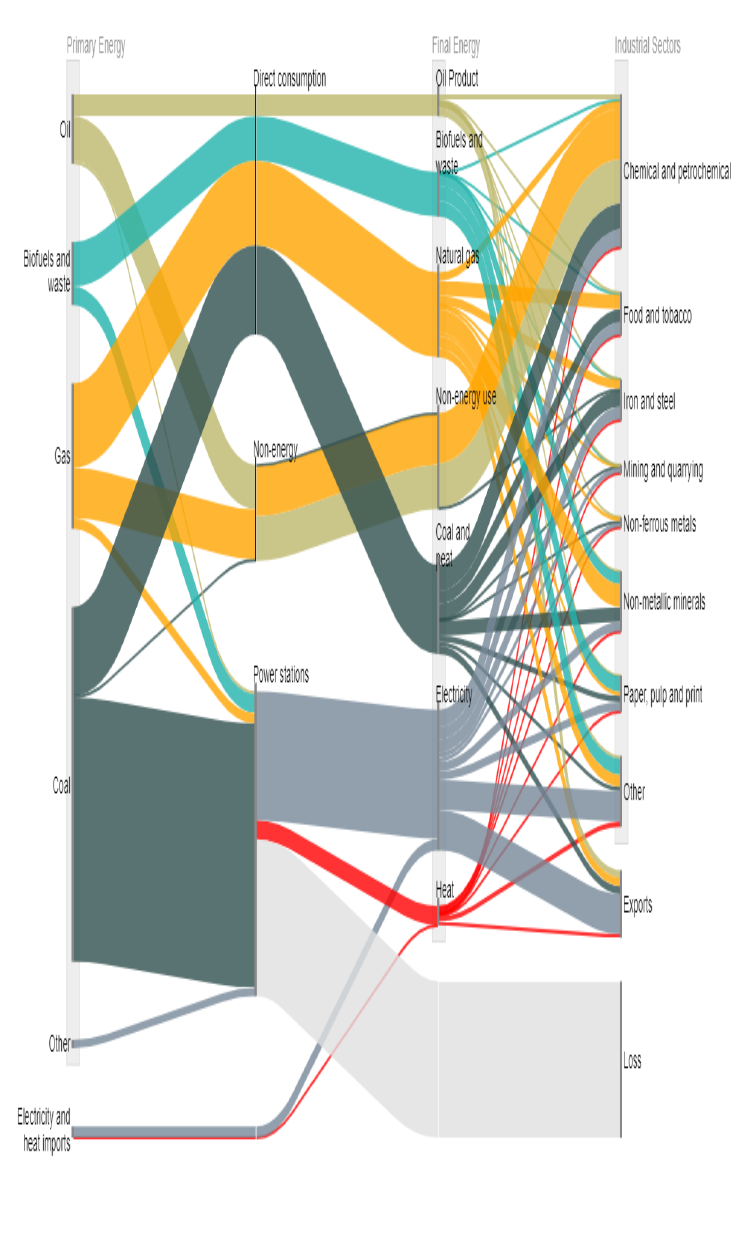 Primary Energy
Final Energy
Industrial Sectors
Oil
Biofuels and
waste
Gas
Coal
Other
Electricity and
heat imports
Direct consumption
Non-energy
Power stations
Oil Product
Biofuels and
waste
Natural gas
Non-energy use
Coal and
heat
Electricity
Heat
Chemical and petrochemical
Food and tobacco
Iron and steel
Mining and quarrying
Non-ferrous metals
Non-metallic minerals
Paper, pulp and print
Other
Exports
Loss